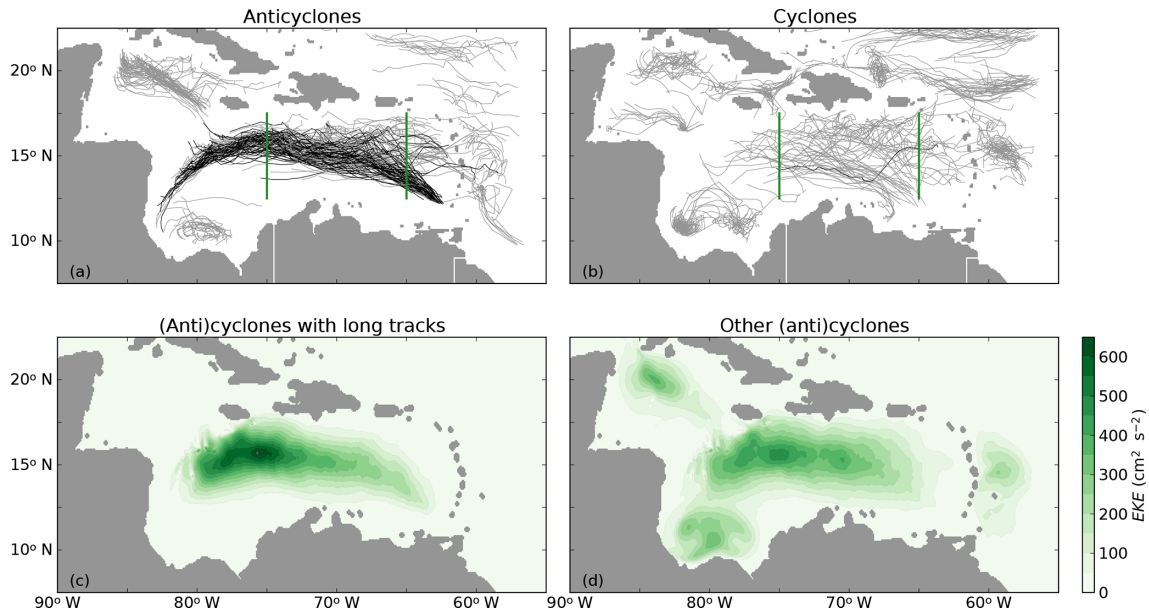 Anticyclones
Cyclones
20° N
15° N
10° N
(a)
(b)
(Anti)cyclones with long tracks
Other (anti)cyclones
20° N
15° N
10° N
(c)
(d)
90° W
80° W
70° W
60° W
90° W
80° W
70° W
60° W
600
500
400
300
200
100
0
EKE (cm² s⁻²)